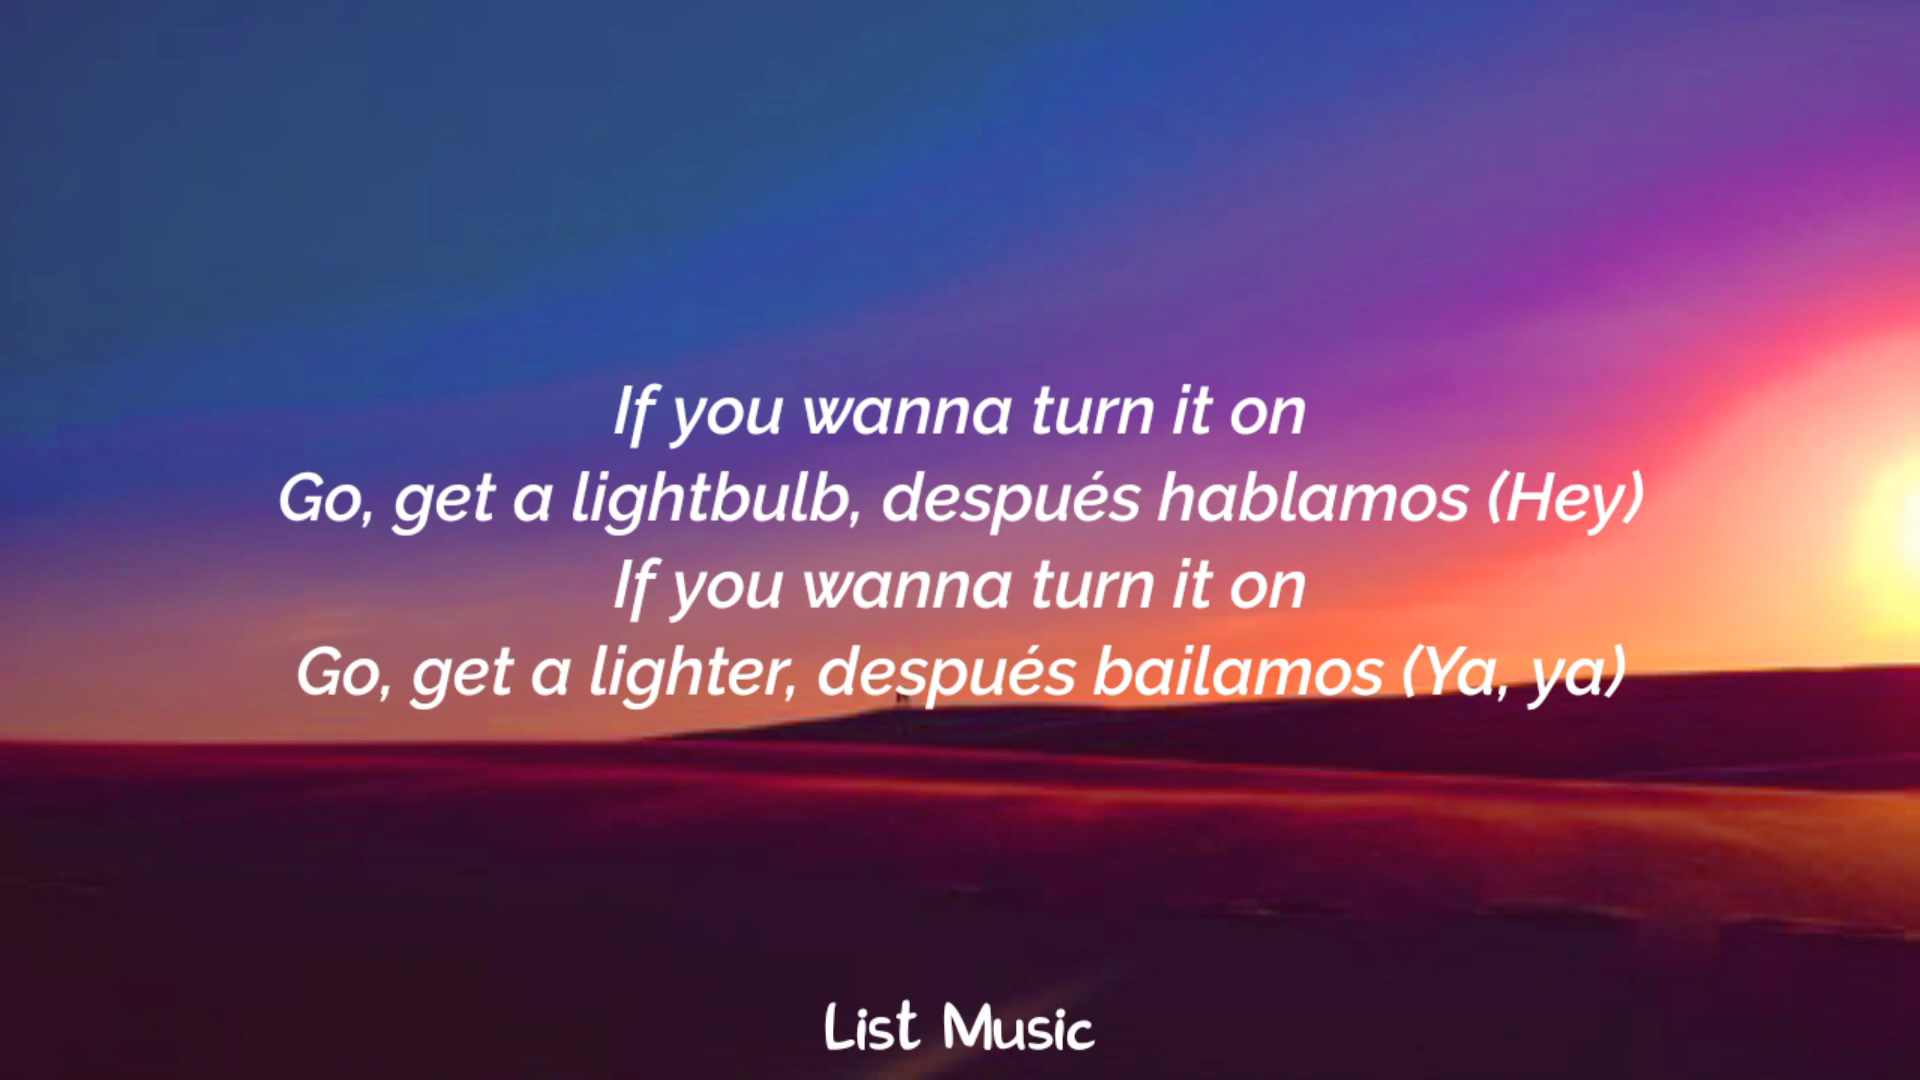 If you wanna turn it on
Go, get a lightbulb, después hablamos (Hey)
If you wanna turn it on
Go, get a lighter, después bailamos (Ya, ya)
List Music